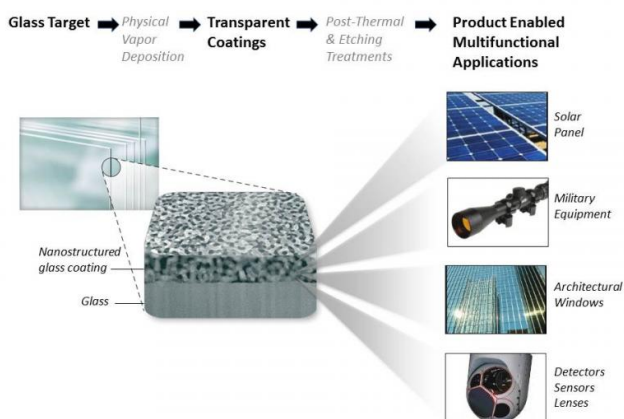 Glass Target
Physical
Vapor
Deposition
Transparent
Coatings
Post-Thermal
& Etching
Treatments
Product Enabled
Multifunctional
Applications
Solar
Panel
Military
Equipment
Nanostructured
glass coating
Glass
Architectural
Windows
Detectors
Sensors
Lenses